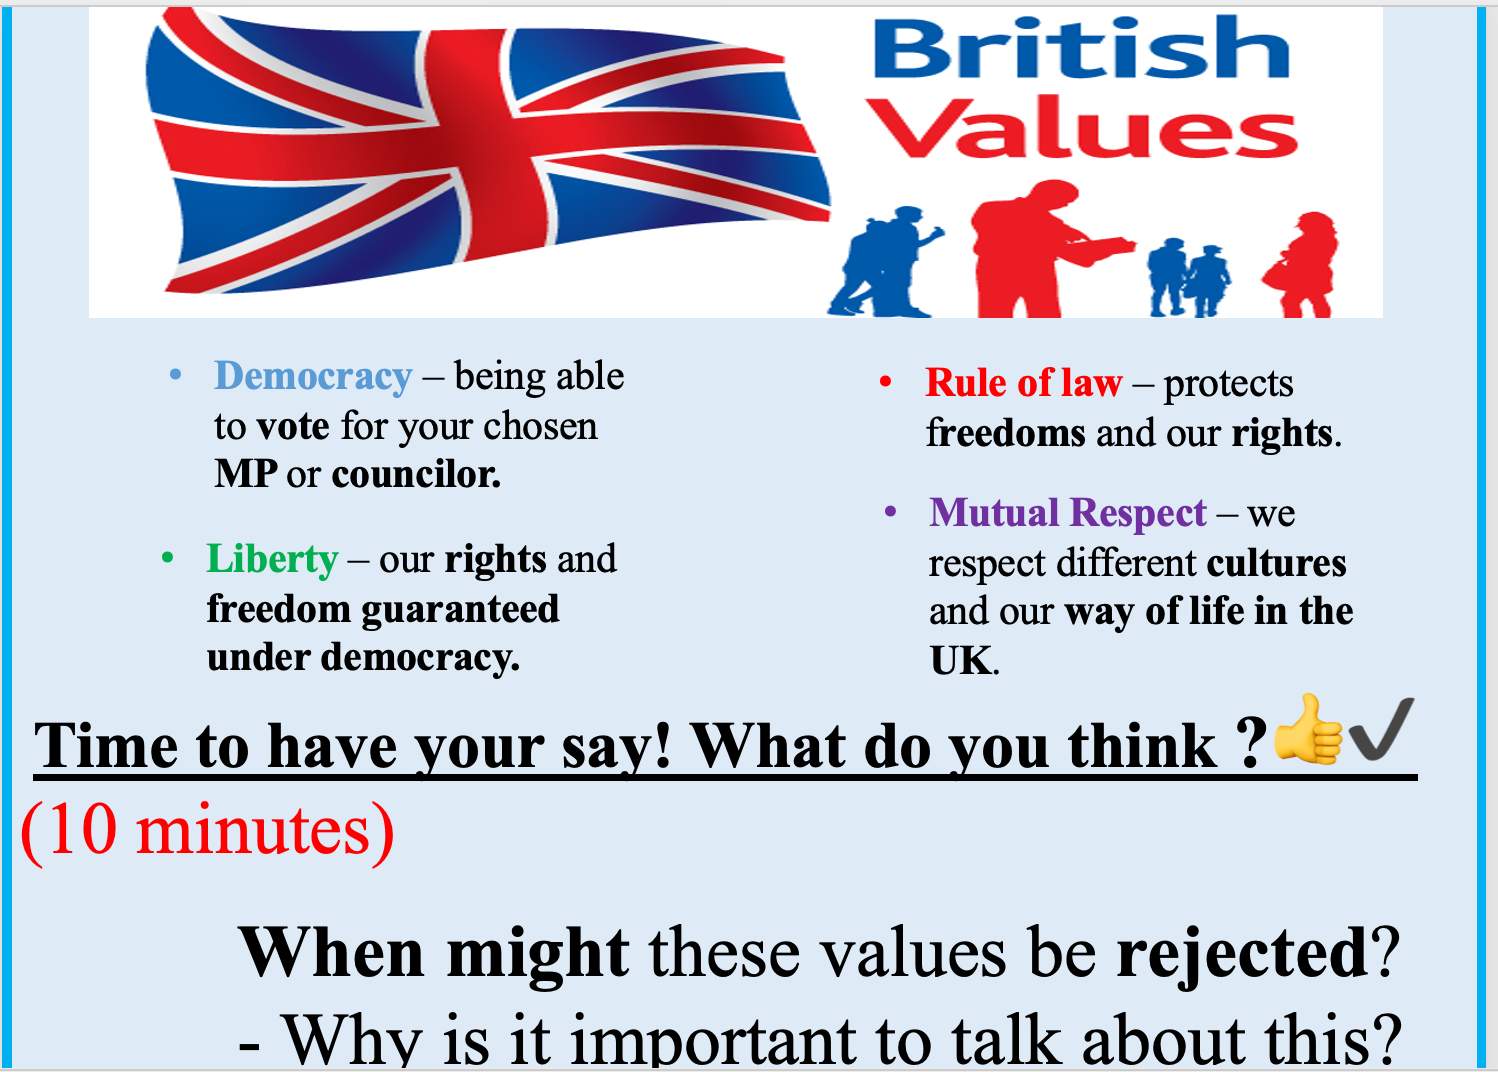 British
Values
• Democracy – being able
to vote for your chosen
MP or councilor.
• Liberty – our rights and
freedom guaranteed
under democracy.
• Rule of law – protects
freedoms and our rights.
• Mutual Respect – we
respect different cultures
and our way of life in the
UK.
Time to have your say! What do you think ?👍✔
(10 minutes)
When might these values be rejected?
- Why is it important to talk about this?